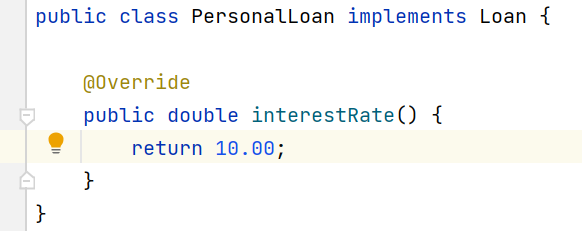 public class PersonalLoan implements Loan {
@Override
public double interestRate() {
return 10.00;
}
}